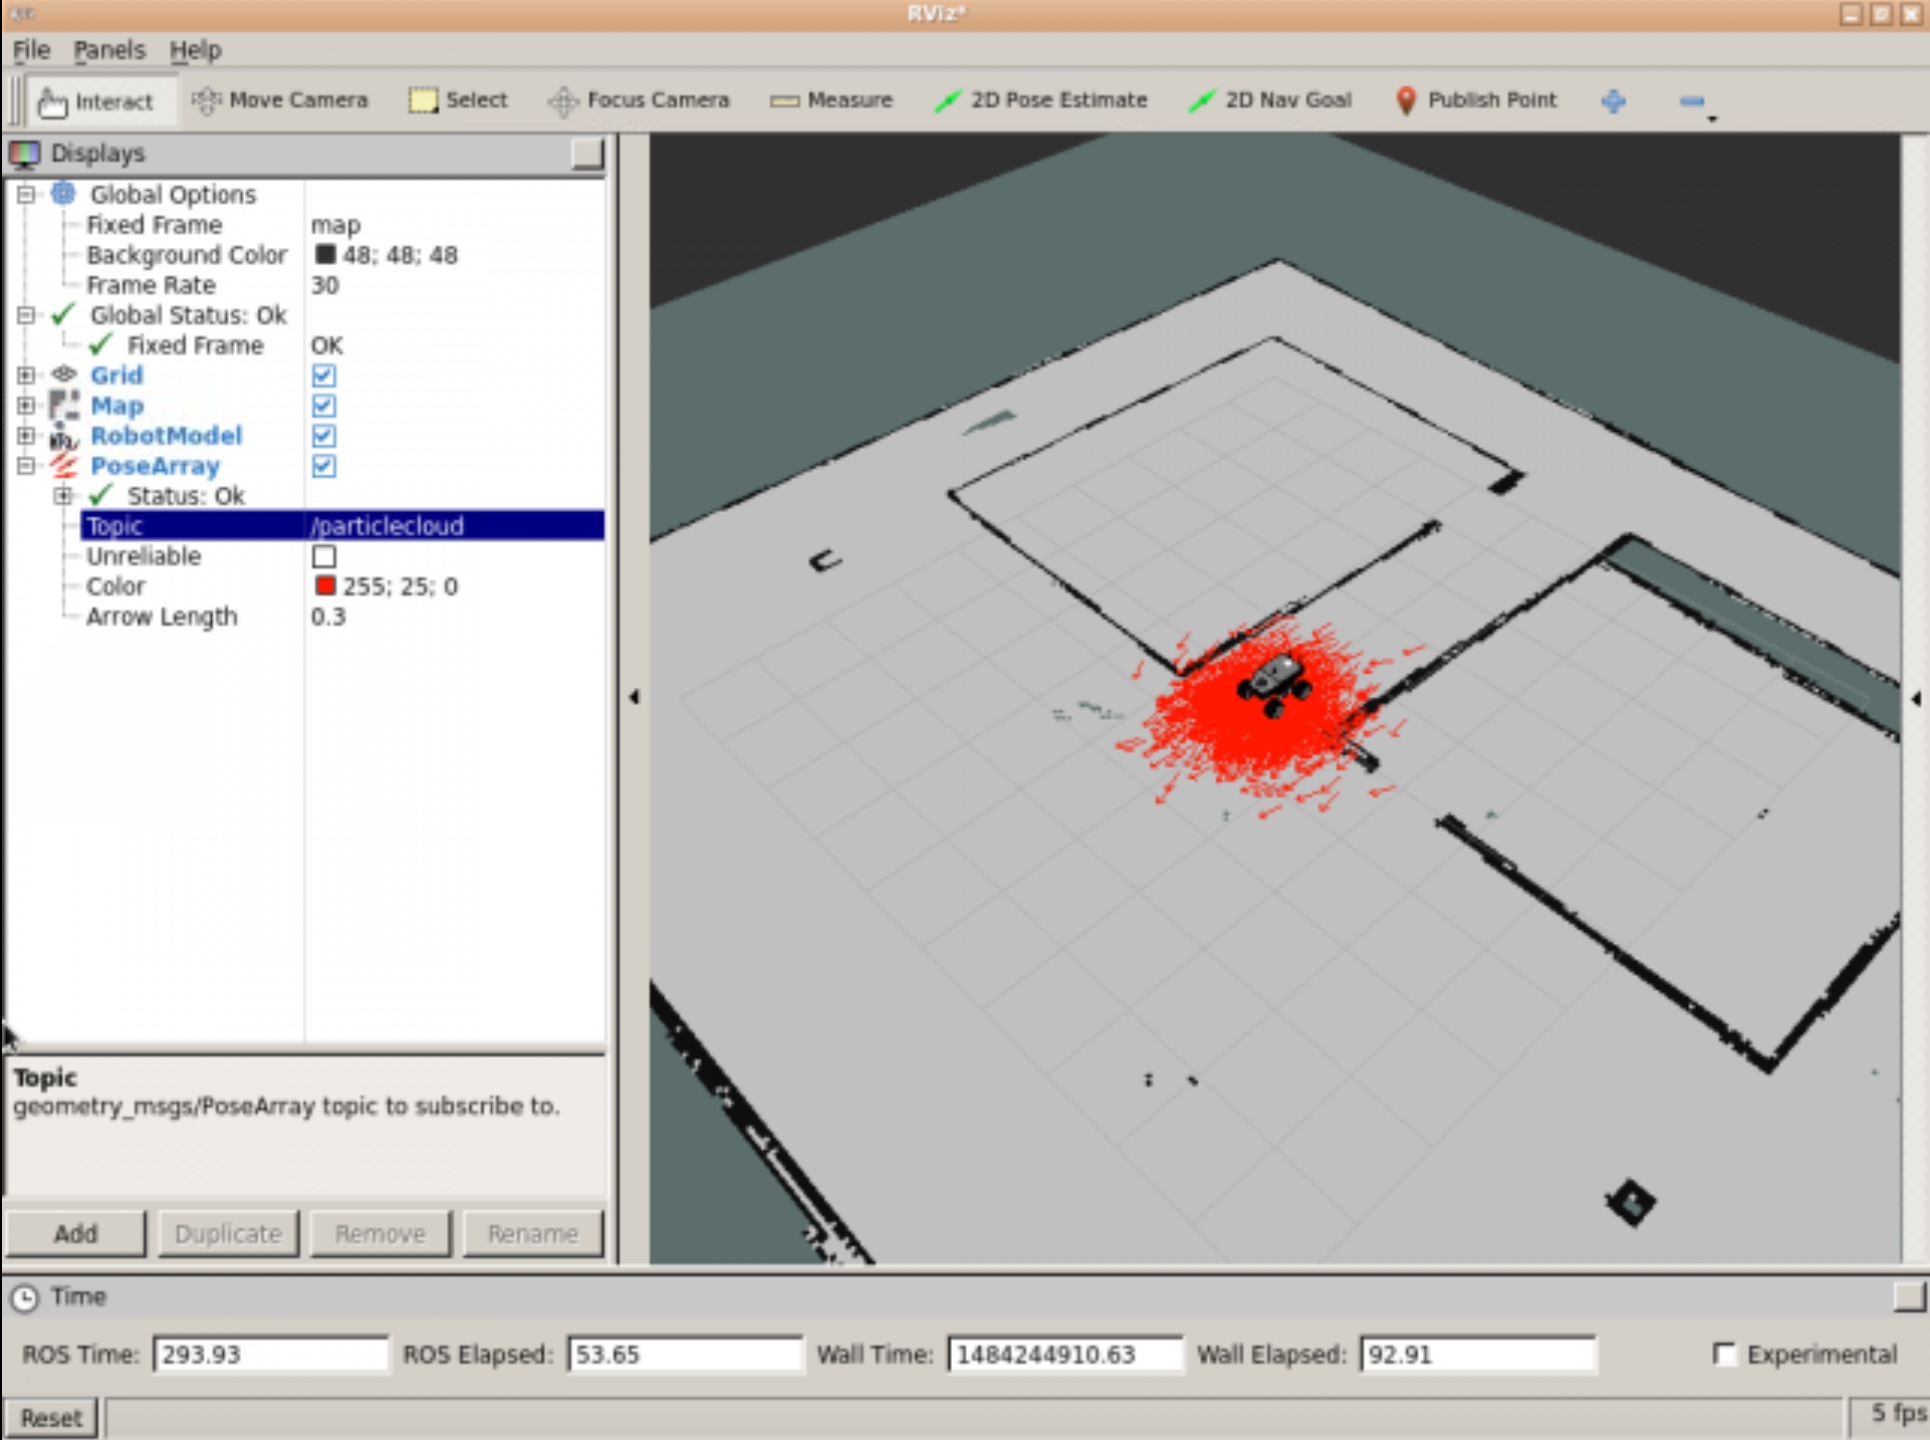 RViz*
File Panels Help
Interact Move Camera Select Focus Camera Measure 2D Pose Estimate 2D Nav Goal Publish Point
Displays
Global Options
Fixed Frame map
Background Color 48; 48; 48
Frame Rate 30
Global Status: Ok
Fixed Frame OK
Grid
Map
RobotModel
PoseArray
Status: Ok
Topic /particlecloud
Unreliable
Color 255; 25; 0
Arrow Length 0.3
Topic
geometry_msgs/PoseArray topic to subscribe to.
Add Duplicate Remove Rename
Time
ROS Time: 293.93 ROS Elapsed: 53.65 Wall Time: 1484244910.63 Wall Elapsed: 92.91 Experimental
Reset 5 fps